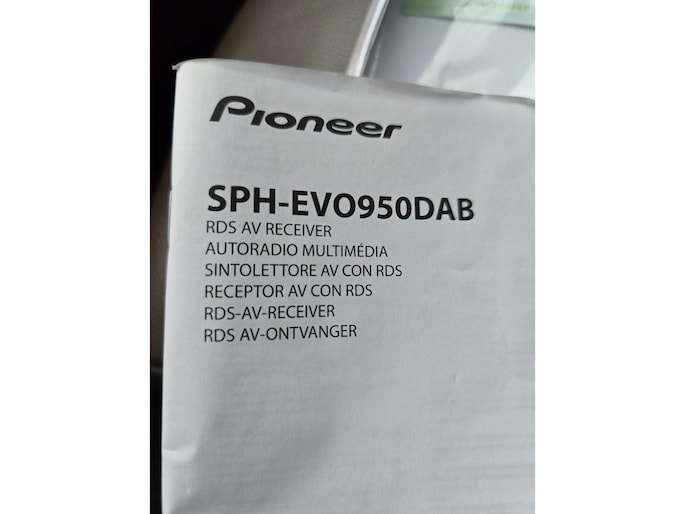 Pioneer
SPH-EVO950DAB
RDS AV RECEIVER
AUTORADIO MULTIMÉDIA
SINTOLETTORE AV CON RDS
RECEPTOR AV CON RDS
RDS-AV-RECEIVER
RDS AV-ONTVANGER